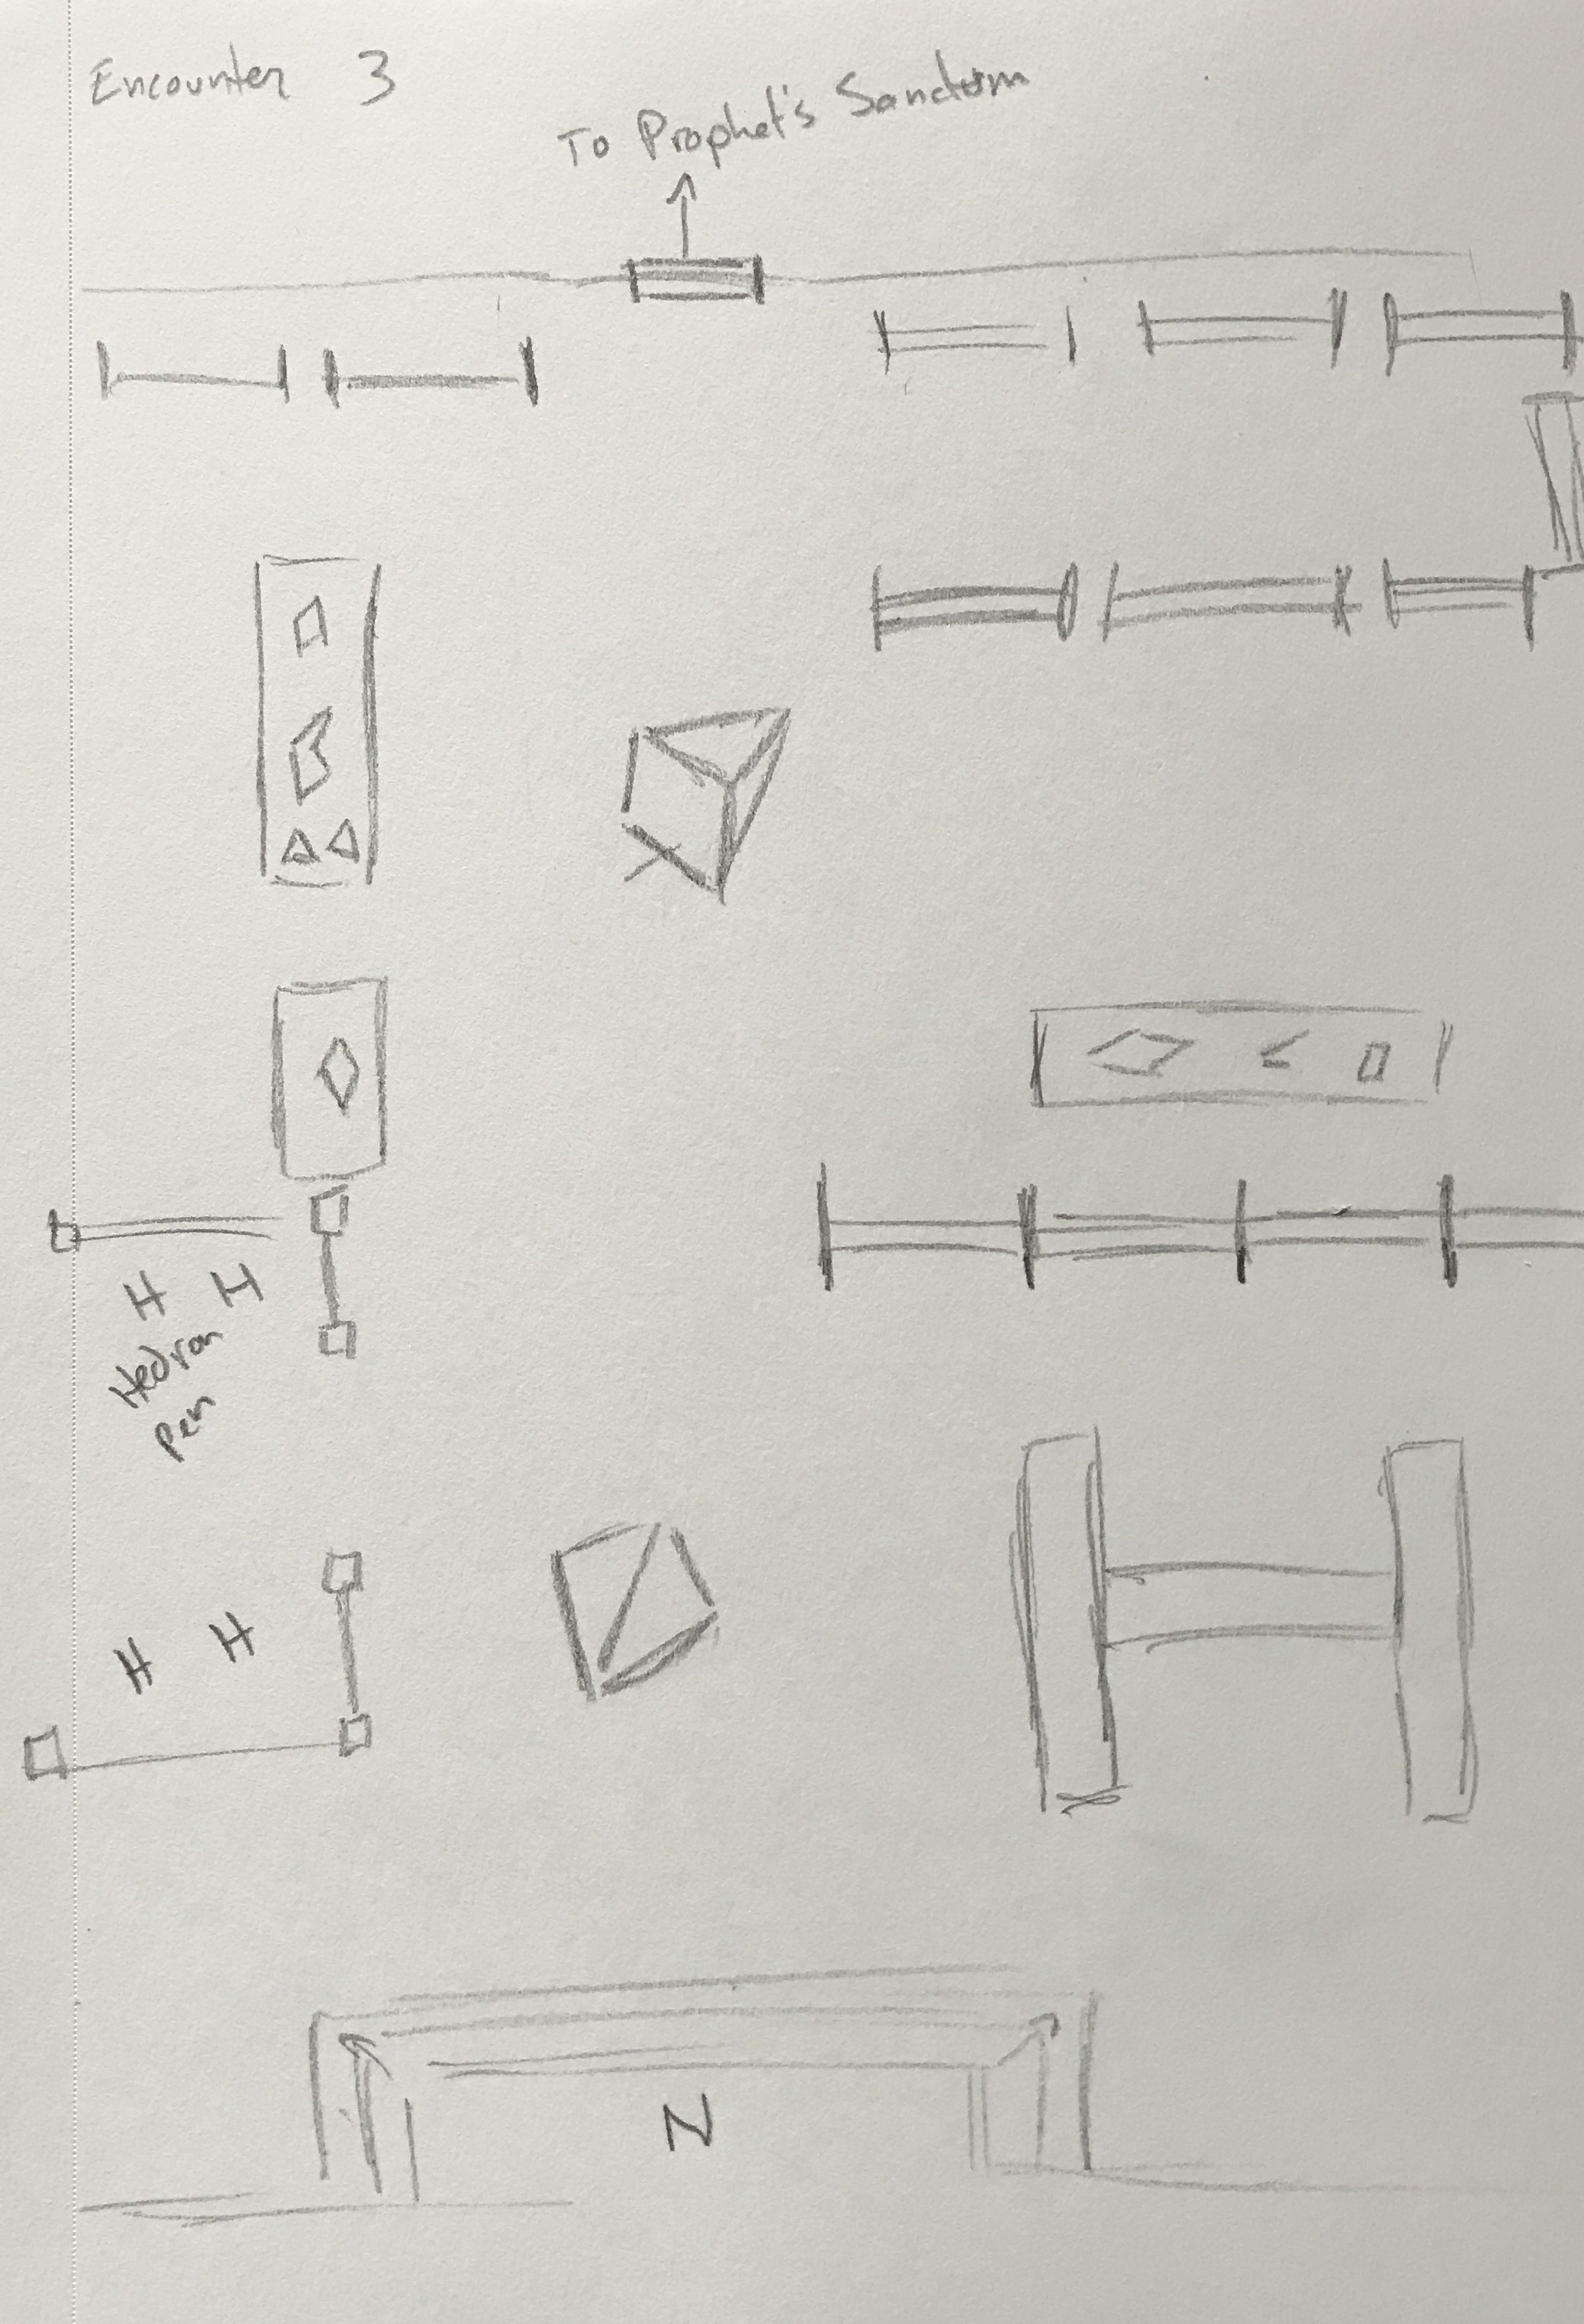 Encounter 3
To Prophet's Sanctum
H H
Hedron
Pen
H H
N